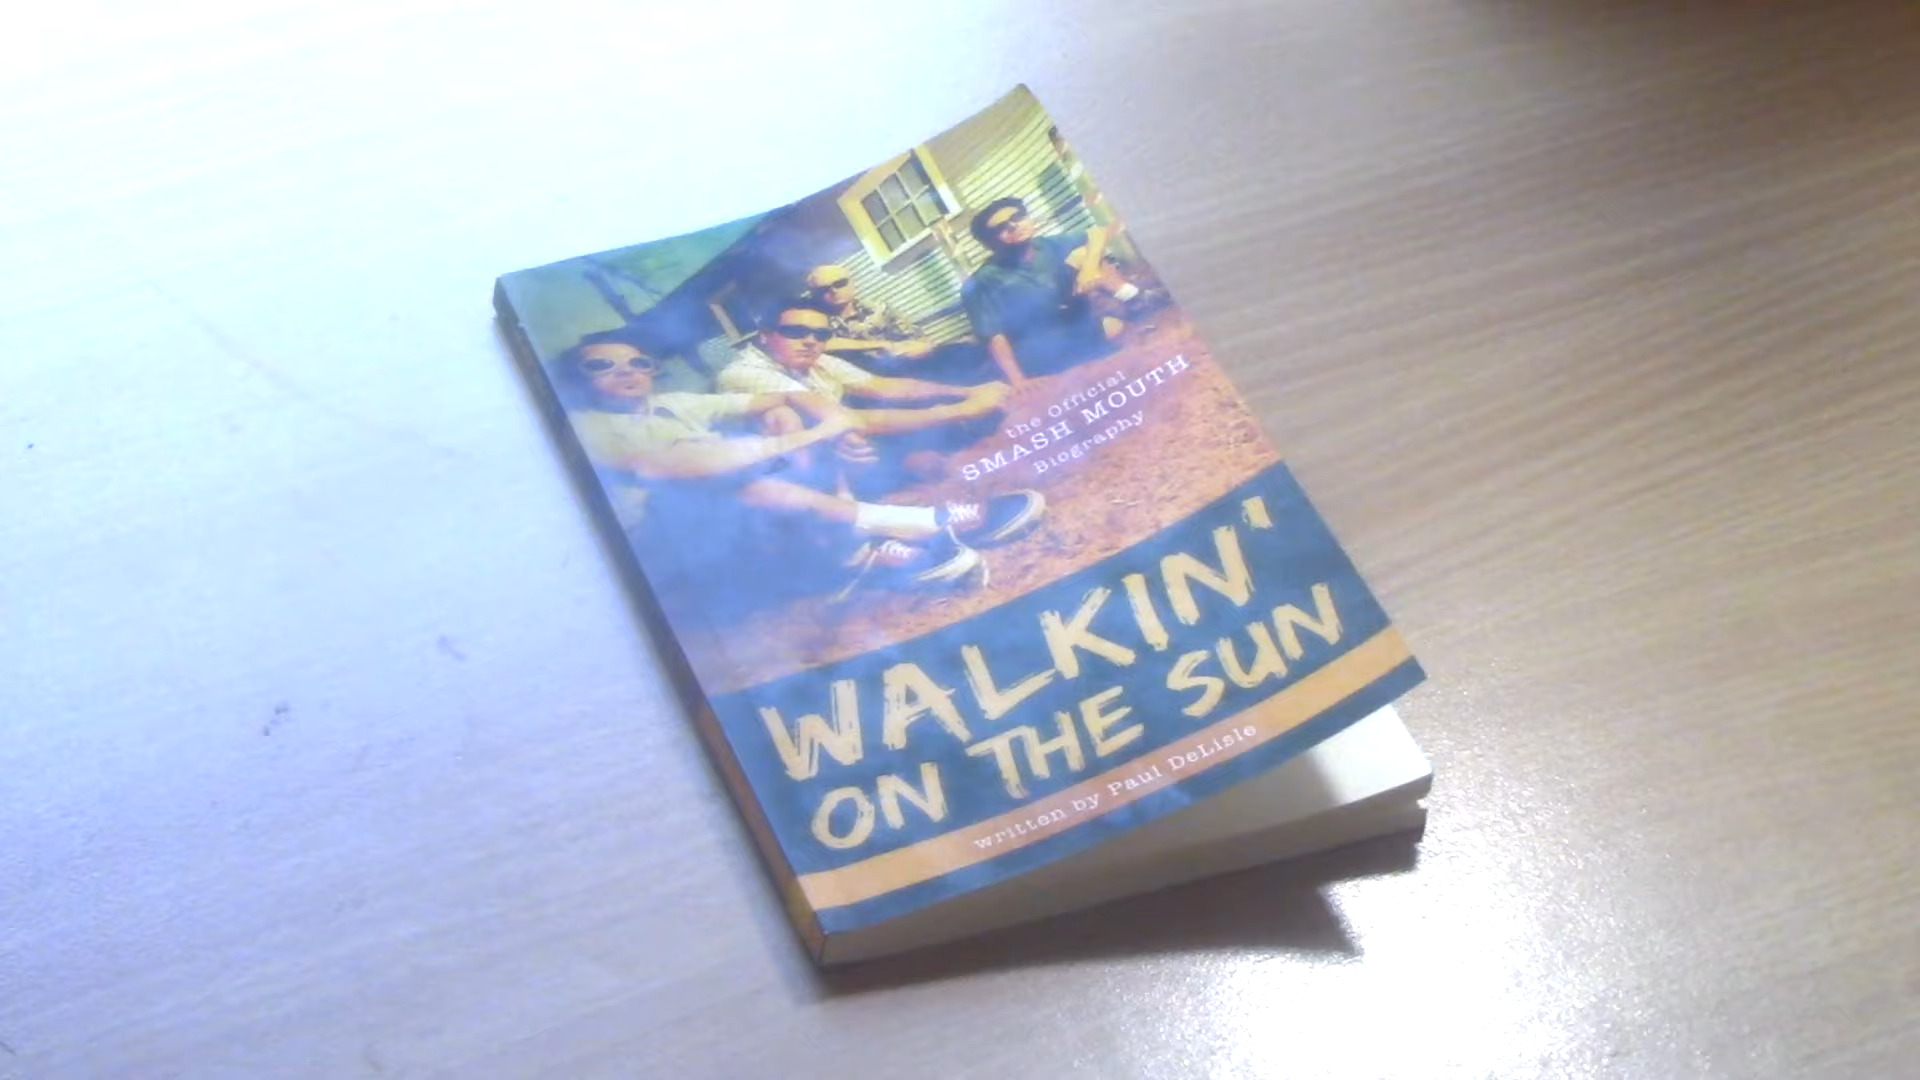 the Official
SMASH MOUTH
Biography
WALKIN'
ON THE SUN
written by Paul DeLisle